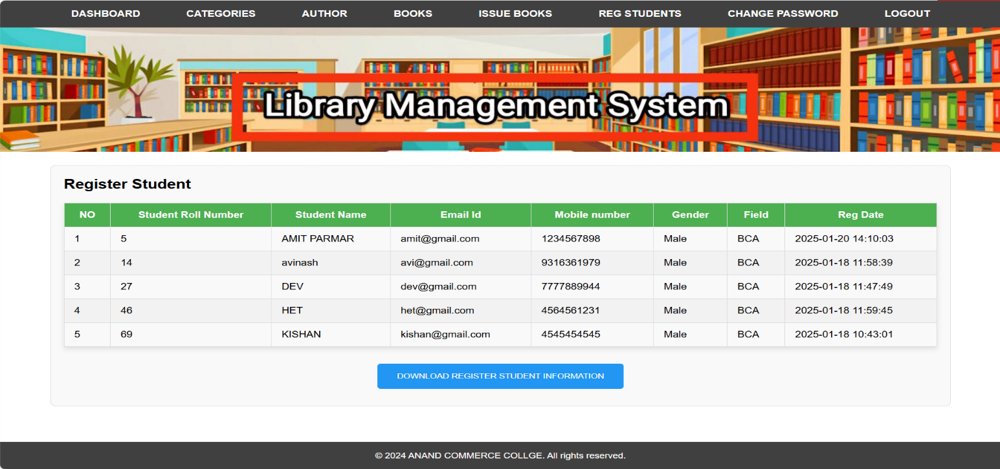 DASHBOARD CATEGORIES AUTHOR BOOKS ISSUE BOOKS REG STUDENTS CHANGE PASSWORD LOGOUT
Library Management System
Register Student
NO Student Roll Number Student Name Email Id Mobile number Gender Field Reg Date
1 5 AMIT PARMAR amit@gmail.com 1234567898 Male BCA 2025-01-20 14:10:03
2 14 avinash avi@gmail.com 9316361979 Male BCA 2025-01-18 11:58:39
3 27 DEV dev@gmail.com 7777889944 Male BCA 2025-01-18 11:47:49
4 46 HET het@gmail.com 4564561231 Male BCA 2025-01-18 11:59:45
5 69 KISHAN kishan@gmail.com 4545454545 Male BCA 2025-01-18 10:43:01
DOWNLOAD REGISTER STUDENT INFORMATION
© 2024 ANAND COMMERCE COLLGE. All rights reserved.